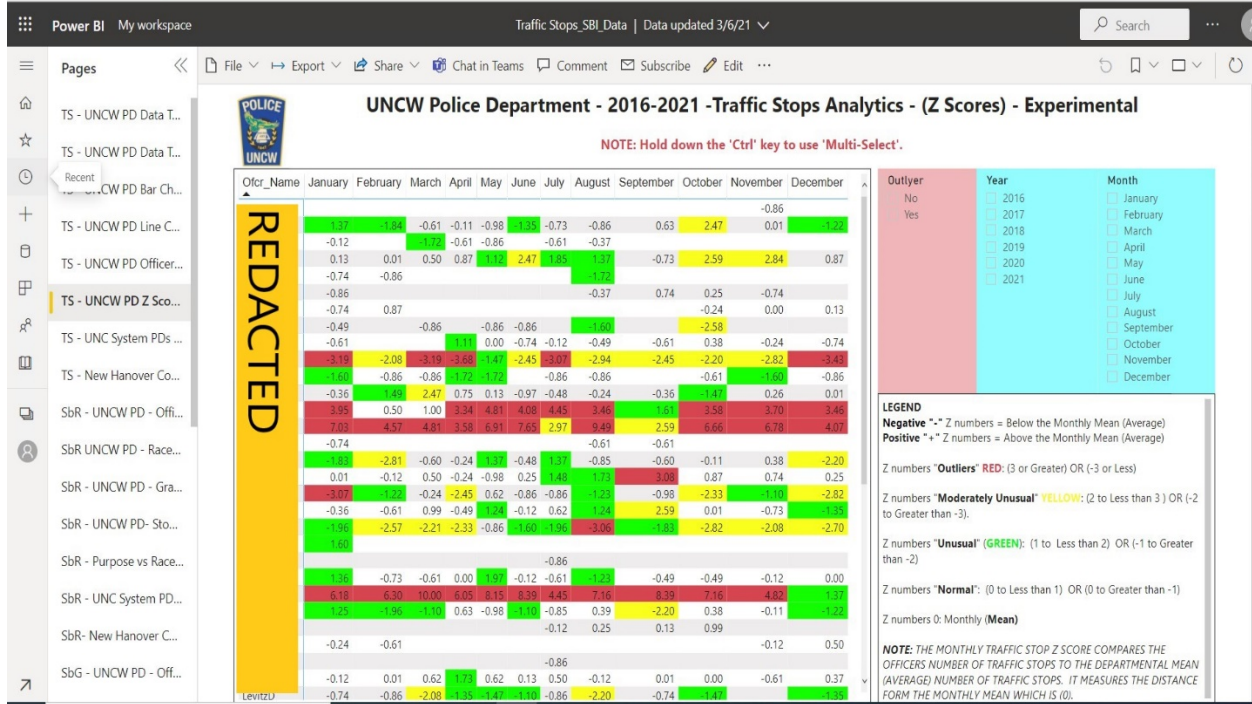 Power BI My workspace
Traffic Stops_SBI_Data | Data updated 3/6/21
Search
Pages
File Export Share Chat in Teams Comment Subscribe Edit
TS - UNCW PD Data T...
TS - UNCW PD Data T...
Recent
UNCW PD Bar Ch...
TS - UNCW PD Line C...
TS - UNCW PD Officer...
TS - UNCW PD Z Sco...
TS - UNC System PDs ...
TS - New Hanover Co...
SbR - UNCW PD - Offi...
SbR UNCW PD - Race...
SbR - UNCW PD - Gra...
SbR - UNCW PD- Sto...
SbR - Purpose vs Race...
SbR - UNC System PD...
SbR- New Hanover C...
SbG - UNCW PD - Off...
POLICE
UNCW
UNCW Police Department - 2016-2021 -Traffic Stops Analytics - (Z Scores) - Experimental
NOTE: Hold down the 'Ctrl' key to use 'Multi-Select'.
Ofcr_Name January February March April May June July August September October November December
REDACTED
-0.86
1.37 -1.84 -0.61 -0.11 -0.98 -1.35 -0.73 -0.86 0.63 2.47 0.01 -1.22
-0.12 -1.72 -0.61 -0.86 -0.61 -0.37
0.13 0.01 0.50 0.87 1.12 2.47 1.85 1.37 -0.73 2.59 2.84 0.87
-0.74 -0.86 -1.72
-0.86 -0.37 0.74 0.25 -0.74
-0.74 0.87 -0.24 0.00 0.13
-0.49 -0.86 -0.86 -0.86 -1.60 -2.58
-0.61 1.11 0.00 -0.74 -0.12 -0.49 -0.61 0.38 -0.24 -0.74
-3.19 -2.08 -3.19 -3.68 -1.47 -2.45 -3.07 -2.94 -2.45 -2.20 -2.82 -3.43
-1.60 -0.86 -0.86 -1.72 -1.72 -0.86 -0.86 -0.61 -1.60 -0.86
-0.36 1.49 2.47 0.75 0.13 -0.97 -0.48 -0.24 -0.36 -1.47 0.26 0.01
3.95 0.50 1.00 3.34 4.81 4.08 4.45 3.46 1.61 3.58 3.70 3.46
7.03 4.57 4.81 3.58 6.91 7.65 2.97 9.49 2.59 6.66 6.78 4.07
-0.74 -0.61 -0.61
-1.83 -2.81 -0.60 -0.24 1.37 -0.48 1.37 -0.85 -0.60 -0.11 0.38 -2.20
0.01 -0.12 0.50 -0.24 -0.98 0.25 1.48 1.73 3.08 0.87 0.74 0.25
-3.07 -1.22 -0.24 -2.45 0.62 -0.86 -0.86 -1.23 -0.98 -2.33 -1.10 -2.82
-0.36 -0.61 0.99 -0.49 1.24 -0.12 0.62 1.24 2.59 0.01 -0.73 -1.35
-1.96 -2.57 -2.21 -2.33 -0.86 -1.60 -1.96 -3.06 -1.83 -2.82 -2.08 -2.70
1.60
-0.86
1.36 -0.73 -0.61 0.00 1.97 -0.12 -0.61 -1.23 -0.49 -0.49 -0.12 0.00
6.18 6.30 10.00 6.05 8.15 8.39 4.45 7.16 8.39 7.16 4.82 1.37
1.25 -1.96 -1.10 0.63 -0.98 -1.10 -0.85 0.39 -2.20 0.38 -0.11 -1.22
-0.12 0.25 0.13 0.99
-0.24 -0.61 -0.12 0.50
-0.86
-0.12 0.01 0.62 1.73 0.62 0.13 0.50 -0.12 0.01 0.00 -0.61 0.37
LevitzD -0.74 -0.86 -2.08 -1.35 -1.47 -1.10 -0.86 -2.20 -0.74 -1.47 -1.35
Outlyer
No
Yes
Year
2016
2017
2018
2019
2020
2021
Month
January
February
March
April
May
June
July
August
September
October
November
December
LEGEND
Negative "-" Z numbers = Below the Monthly Mean (Average)
Positive "+" Z numbers = Above the Monthly Mean (Average)
Z numbers "Outliers" RED: (3 or Greater) OR (-3 or Less)
Z numbers "Moderately Unusual" YELLOW: (2 to Less than 3 ) OR (-2
to Greater than -3).
Z numbers "Unusual" (GREEN): (1 to Less than 2) OR (-1 to Greater
than -2)
Z numbers "Normal": (0 to Less than 1) OR (0 to Greater than -1)
Z numbers 0: Monthly (Mean)
NOTE: THE MONTHLY TRAFFIC STOP Z SCORE COMPARES THE
OFFICERS NUMBER OF TRAFFIC STOPS TO THE DEPARTMENTAL MEAN
(AVERAGE) NUMBER OF TRAFFIC STOPS. IT MEASURES THE DISTANCE
FORM THE MONTHLY MEAN WHICH IS (0).